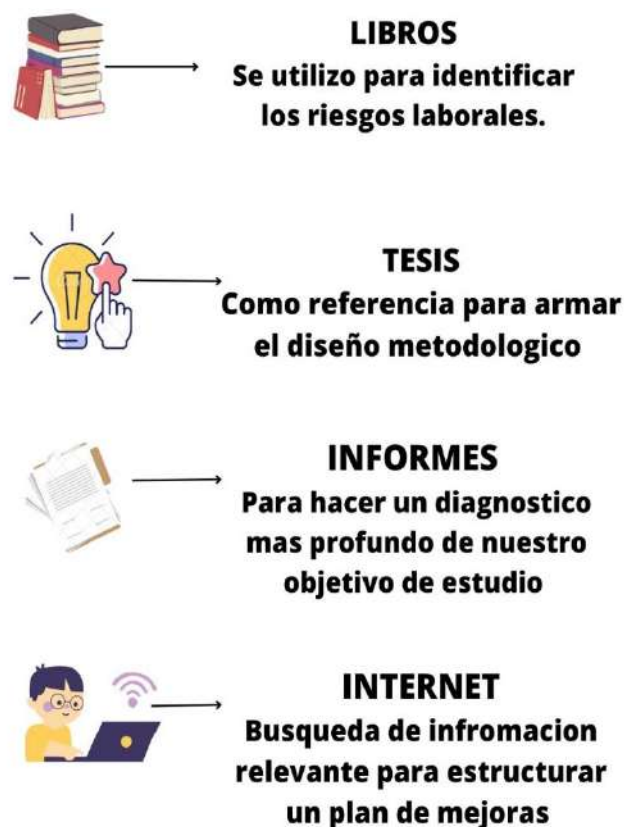 LIBROS
Se utilizo para identificar
los riesgos laborales.
TESIS
Como referencia para armar
el diseño metodologico
INFORMES
Para hacer un diagnostico
mas profundo de nuestro
objetivo de estudio
INTERNET
Busqueda de infromacion
relevante para estructurar
un plan de mejoras